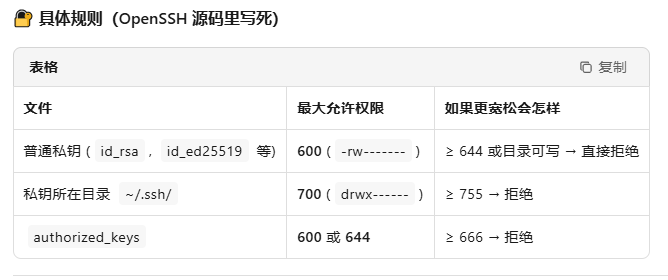 🔐 具体规则（OpenSSH 源码里写死）
表格 复制
文件 最大允许权限 如果更宽松会怎样
普通私钥 ( id_rsa , id_ed25519 等) 600 ( -rw------- ) ≥ 644 或目录可写 → 直接拒绝
私钥所在目录 ~/.ssh/ 700 ( drwx------ ) ≥ 755 → 拒绝
authorized_keys 600 或 644 ≥ 666 → 拒绝